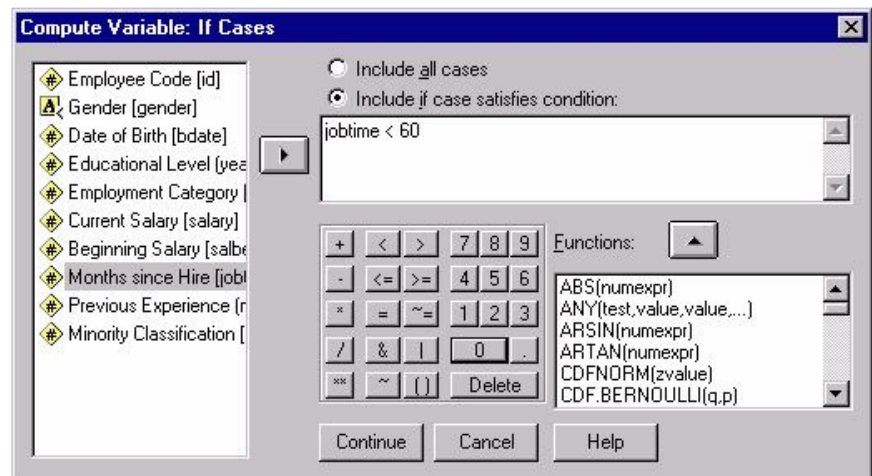 Compute Variable: If Cases
Employee Code [id]
Gender [gender]
Date of Birth [bdate]
Educational Level (yea
Employment Category [
Current Salary [salary]
Beginning Salary [salbe
Months since Hire [jobt
Previous Experience (m
Minority Classification [
Include all cases
Include if case satisfies condition:
jobtime < 60
+ < > 7 8 9
- <= >= 4 5 6
* = ~= 1 2 3
/ & | 0 .
** ~ () Delete
Functions:
ABS(numexpr)
ANY(test,value,value,...)
ARSIN(numexpr)
ARTAN(numexpr)
CDFNORM(zvalue)
CDF.BERNOULLI(q,p)
Continue Cancel Help